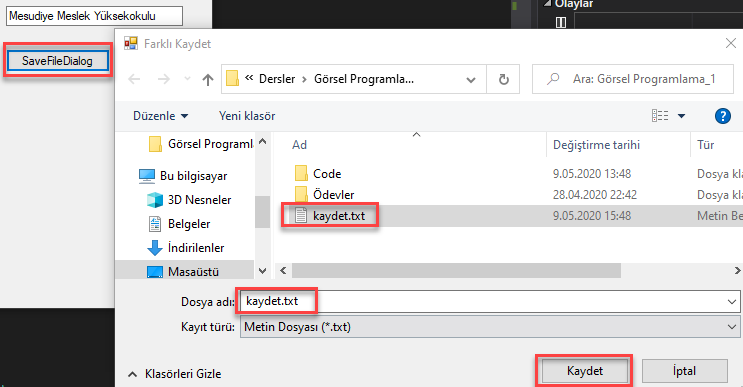 Olaylar
Mesudiye Meslek Yüksekokulu
SaveFileDialog
Farklı Kaydet
Dersler
Görsel Programla...
Ara: Görsel Programlama_1
Düzenle
Yeni klasör
Ad
Değiştirme tarihi
Tür
Görsel Programla
Bu bilgisayar
3D Nesneler
Belgeler
İndirilenler
Masaüstü
Code
9.05.2020 13:48
Dosya kla
Ödevler
28.04.2020 22:42
Dosya kla
kaydet.txt
9.05.2020 15:48
Metin Be
Dosya adı:
kaydet.txt
Kayıt türü:
Metin Dosyası (*.txt)
Klasörleri Gizle
Kaydet
İptal